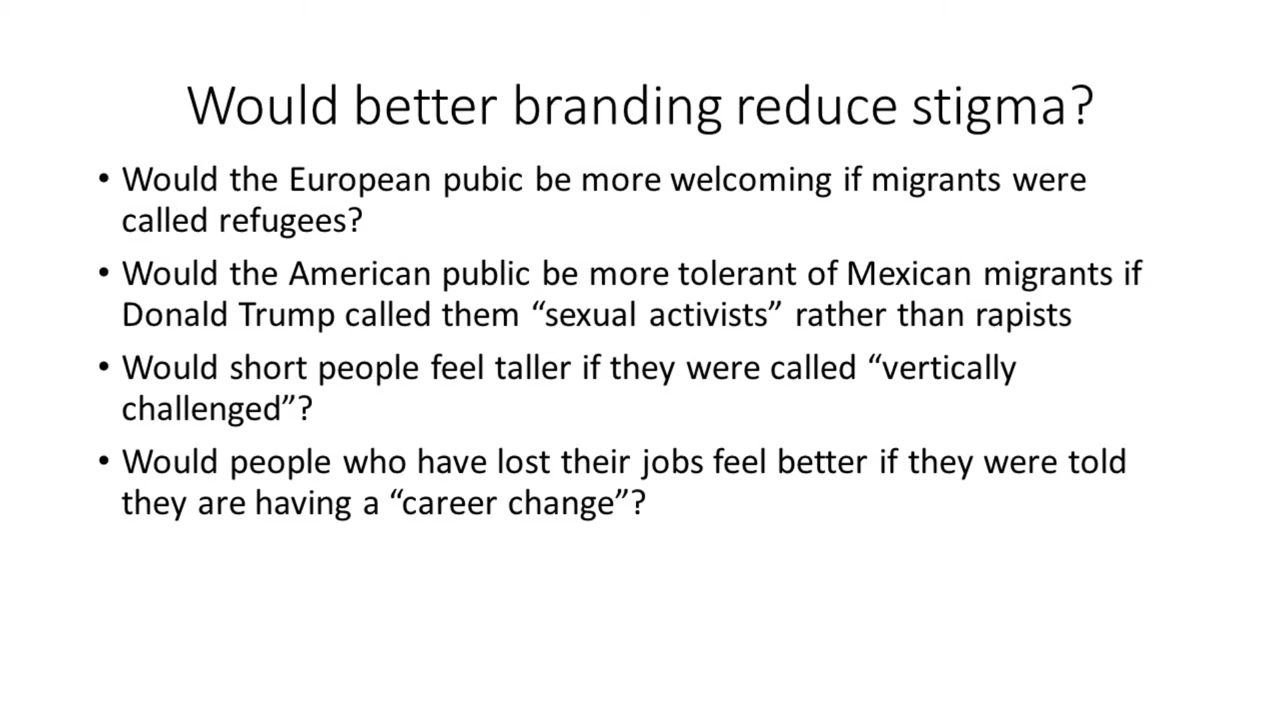 Would better branding reduce stigma?
• Would the European pubic be more welcoming if migrants were
called refugees?
• Would the American public be more tolerant of Mexican migrants if
Donald Trump called them “sexual activists” rather than rapists
• Would short people feel taller if they were called “vertically
challenged”?
• Would people who have lost their jobs feel better if they were told
they are having a “career change”?